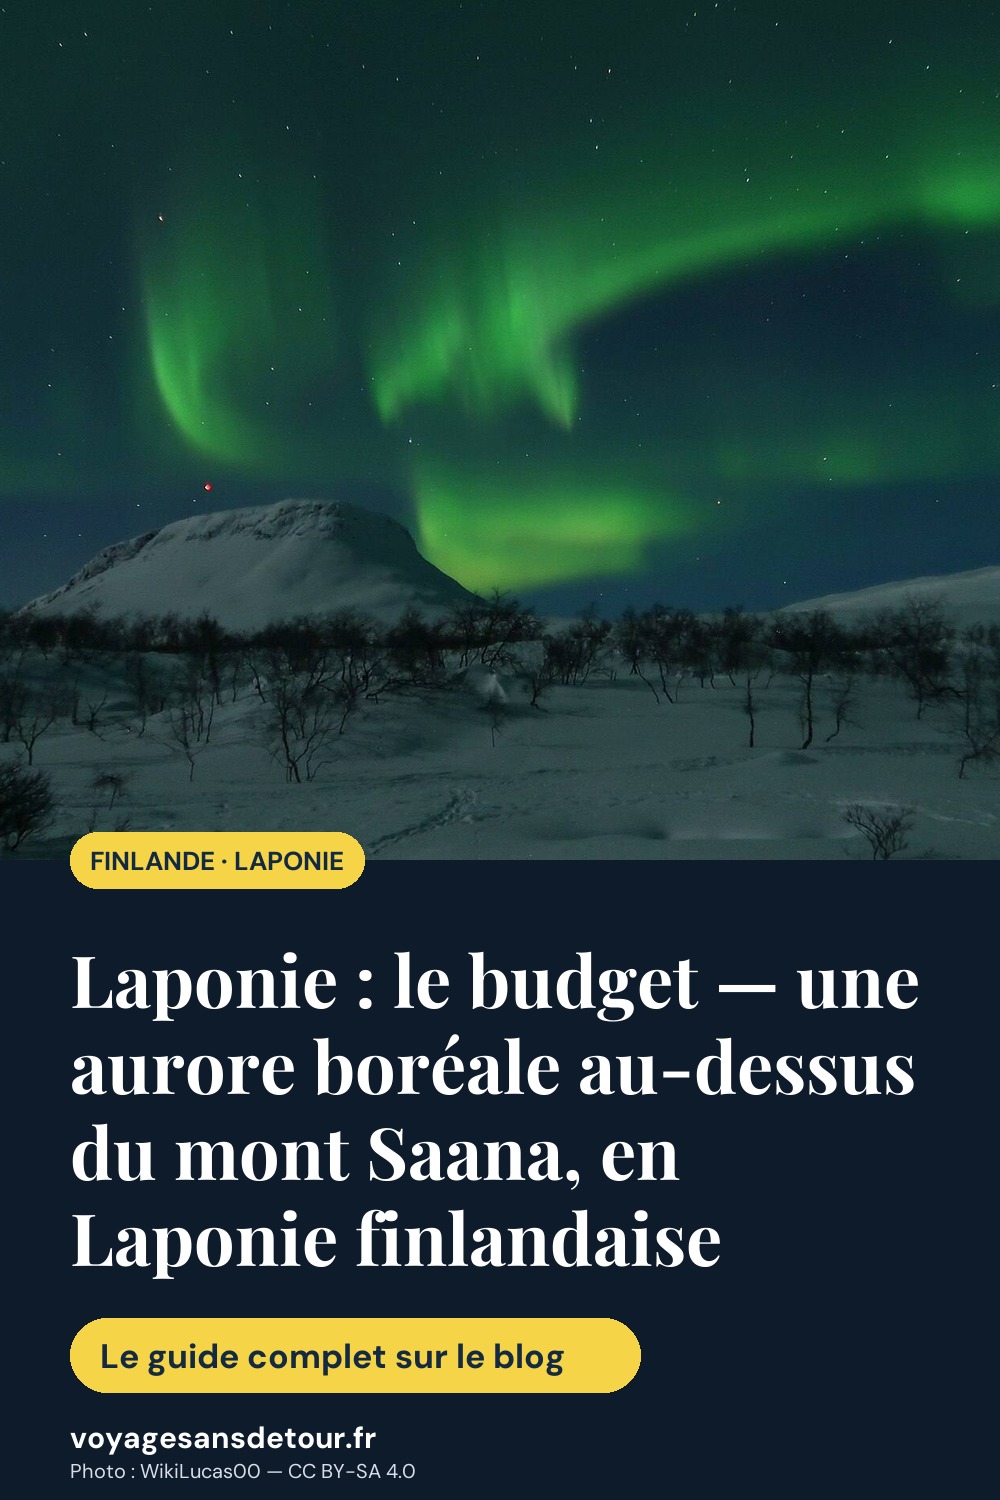 FINLANDE · LAPONIE
Laponie : le budget — une
aurore boréale au-dessus
du mont Saana, en
Laponie finlandaise
Le guide complet sur le blog
voyagesansdetour.fr
Photo : WikiLucas00 — CC BY-SA 4.0